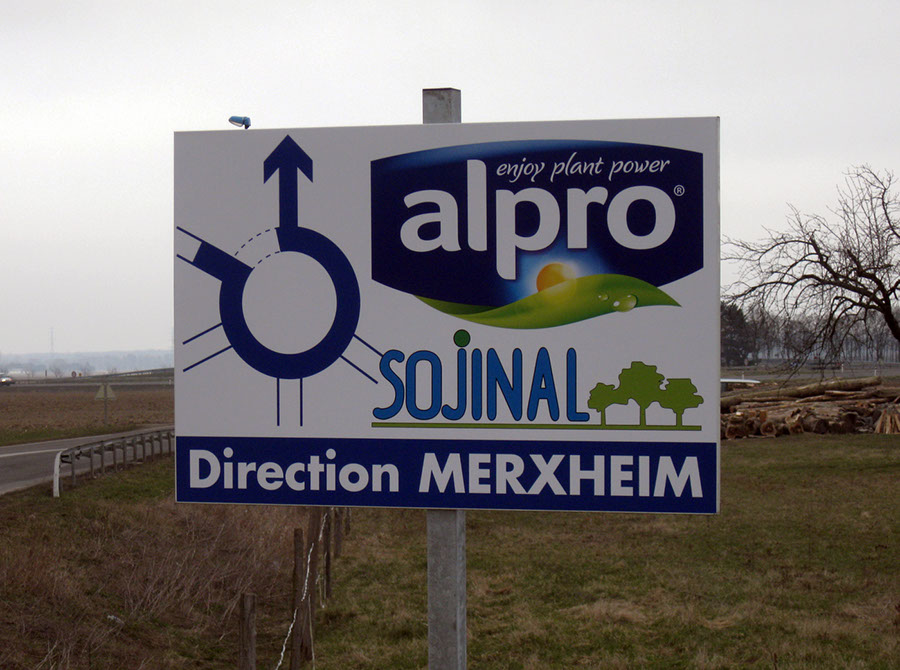 enjoy plant power
alpro®
SOJINAL
Direction MERXHEIM